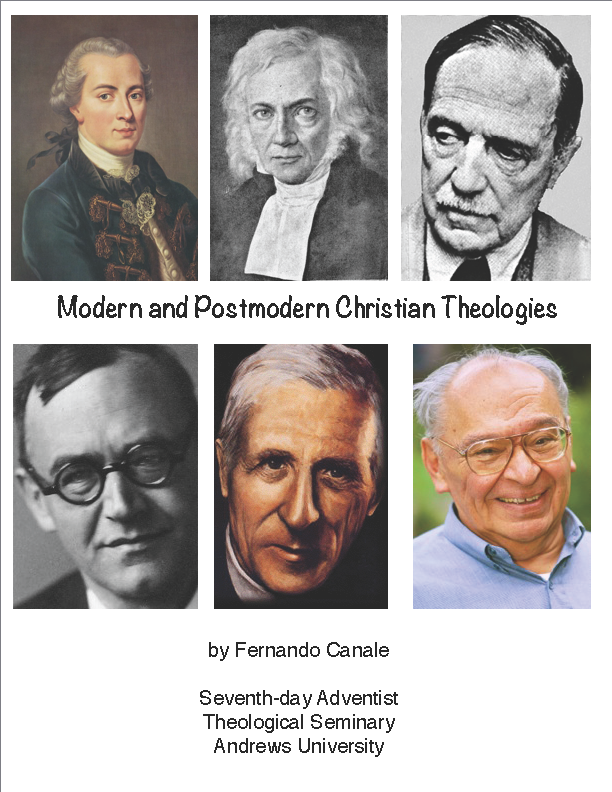 Modern and Postmodern Christian Theologies
by Fernando Canale
Seventh-day Adventist
Theological Seminary
Andrews University